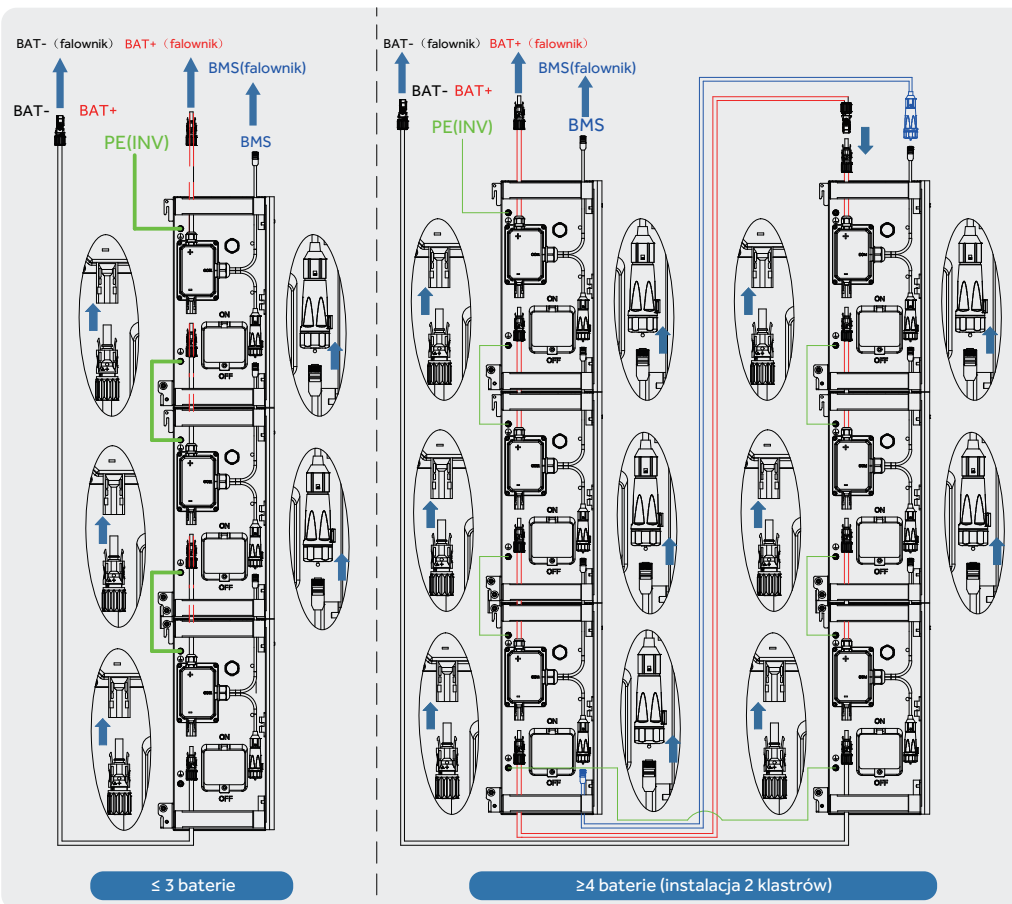 BAT-（falownik） BAT+（falownik）
BMS(falownik)
BAT- BAT+
PE(INV)
BMS
ON
OFF
ON
OFF
ON
OFF
≤ 3 baterie
BAT-（falownik） BAT+（falownik）
BMS(falownik)
BAT- BAT+
PE(INV)
BMS
ON
OFF
ON
OFF
ON
OFF
ON
OFF
ON
OFF
ON
OFF
≥4 baterie (instalacja 2 klastrów)